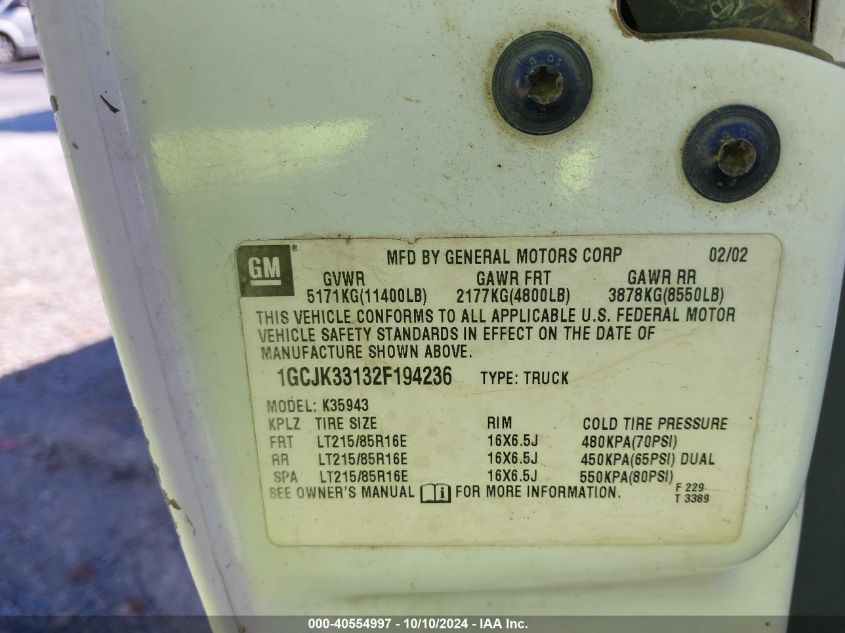 GM ® MFD BY GENERAL MOTORS CORP 02/02
GVWR GAWR FRT GAWR RR
5171KG(11400LB) 2177KG(4800LB) 3878KG(8550LB)
THIS VEHICLE CONFORMS TO ALL APPLICABLE U.S. FEDERAL MOTOR
VEHICLE SAFETY STANDARDS IN EFFECT ON THE DATE OF
MANUFACTURE SHOWN ABOVE.
1GCJK33132F194236 TYPE: TRUCK
MODEL: K35943
KPLZ TIRE SIZE RIM COLD TIRE PRESSURE
FRT LT215/85R16E 16X6.5J 480KPA(70PSI)
RR LT215/85R16E 16X6.5J 450KPA(65PSI) DUAL
SPA LT215/85R16E 16X6.5J 550KPA(80PSI)
SEE OWNER'S MANUAL FOR MORE INFORMATION. F 229
T 3389
000-40554997 - 10/10/2024 - IAA Inc.